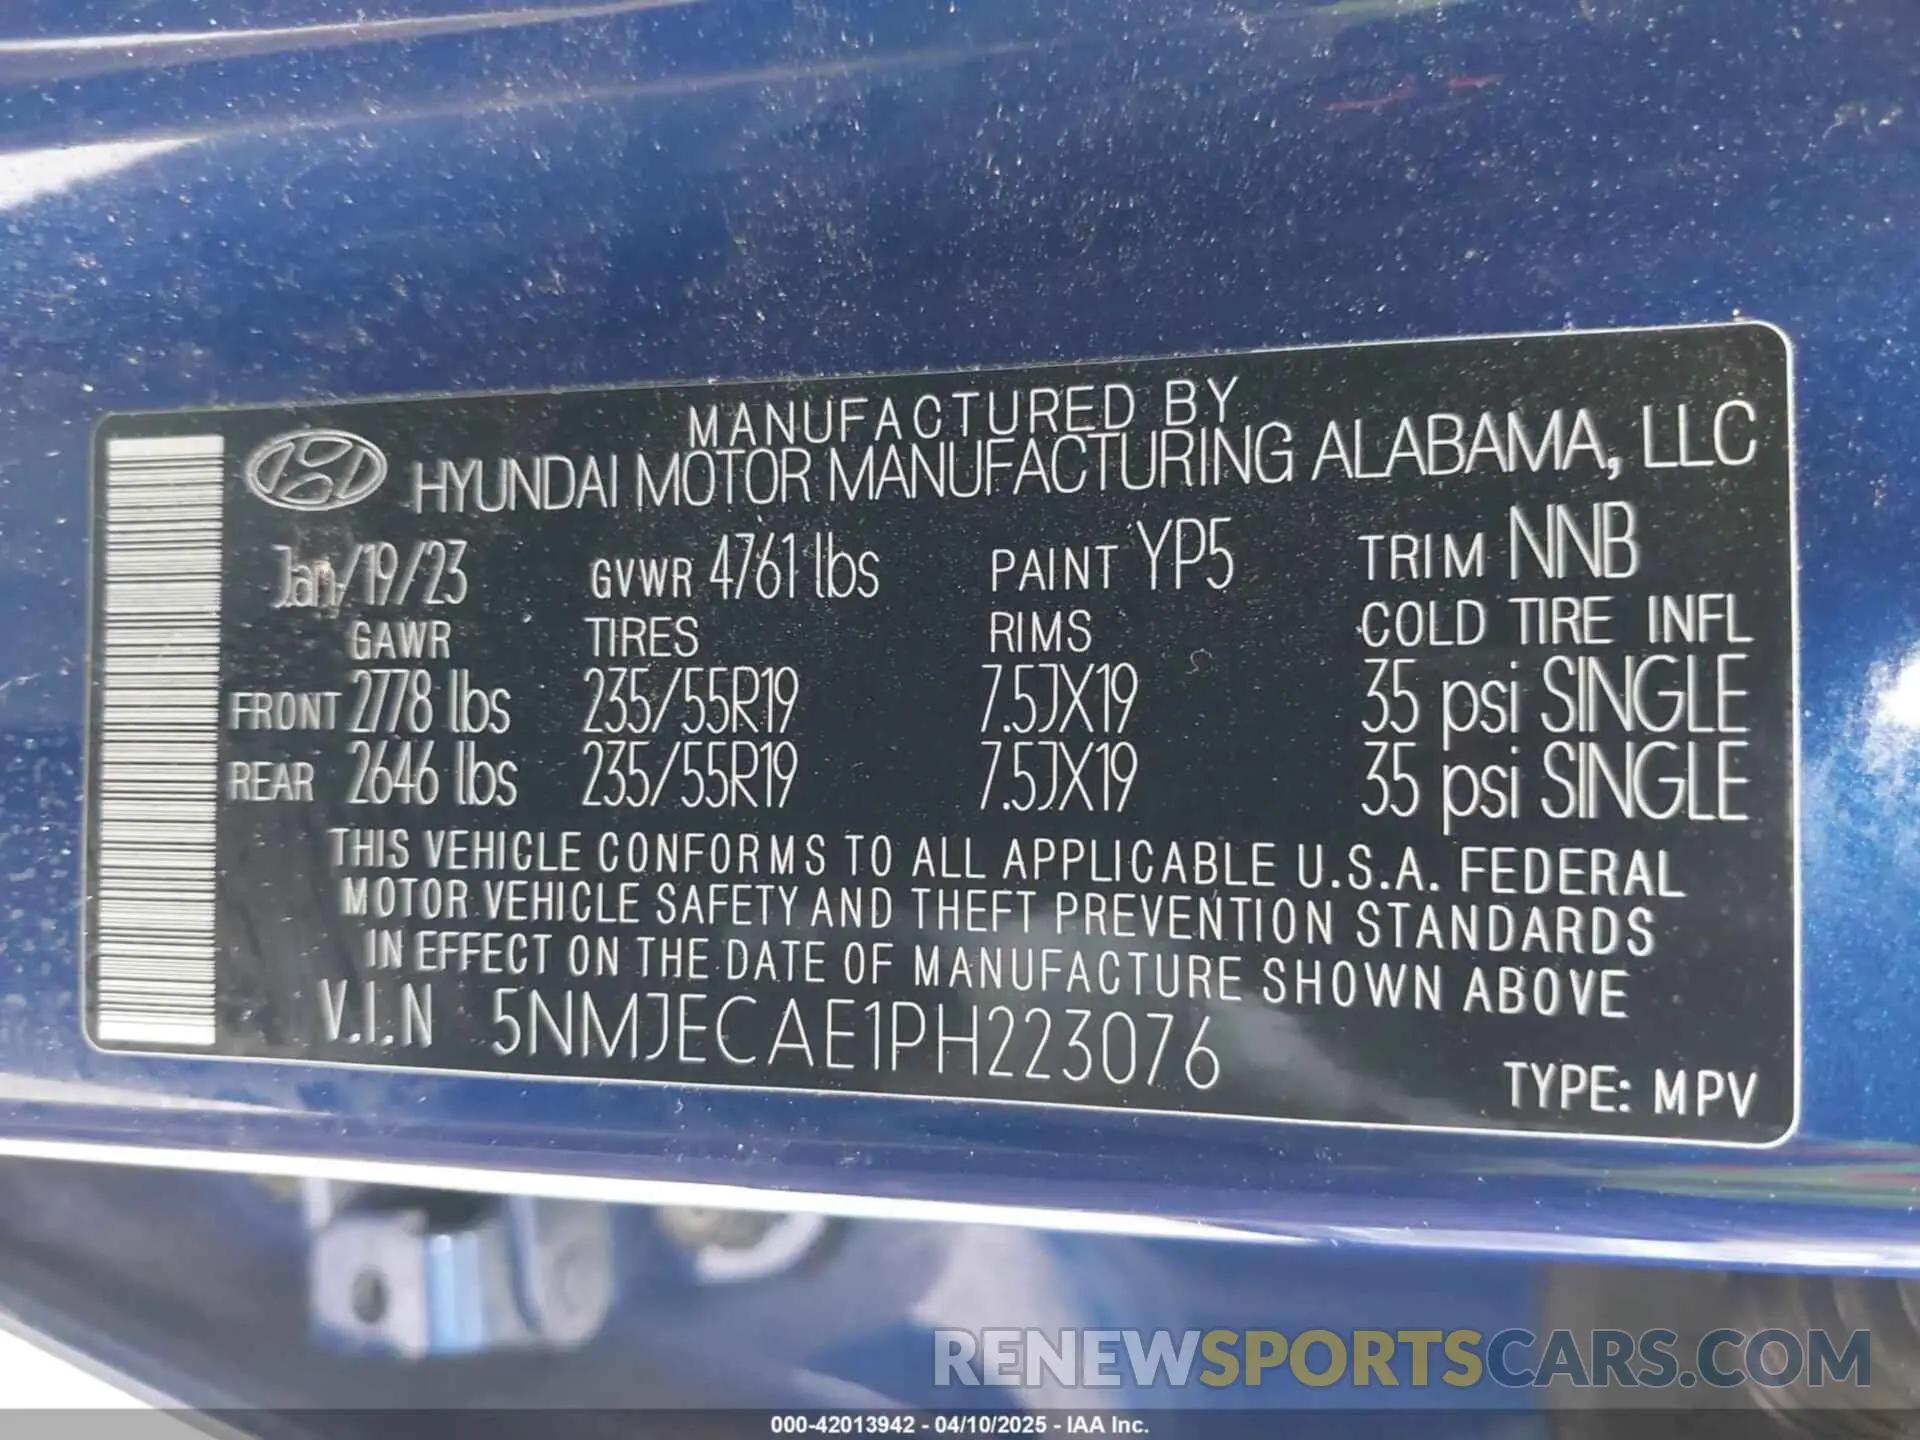 MANUFACTURED BY
HYUNDAI MOTOR MANUFACTURING ALABAMA, LLC
Jan/19/23 GVWR 4761 lbs PAINT YP5 TRIM NNB
GAWR TIRES RIMS COLD TIRE INFL
FRONT 2778 lbs 235/55R19 7.5JX19 35 psi SINGLE
REAR 2646 lbs 235/55R19 7.5JX19 35 psi SINGLE
THIS VEHICLE CONFORMS TO ALL APPLICABLE U.S.A. FEDERAL
MOTOR VEHICLE SAFETY AND THEFT PREVENTION STANDARDS
IN EFFECT ON THE DATE OF MANUFACTURE SHOWN ABOVE
V.I.N 5NMJECAE1PH223076
TYPE: MPV
RENEWSPORTSCARS.COM
000-42013942 - 04/10/2025 - IAA Inc.